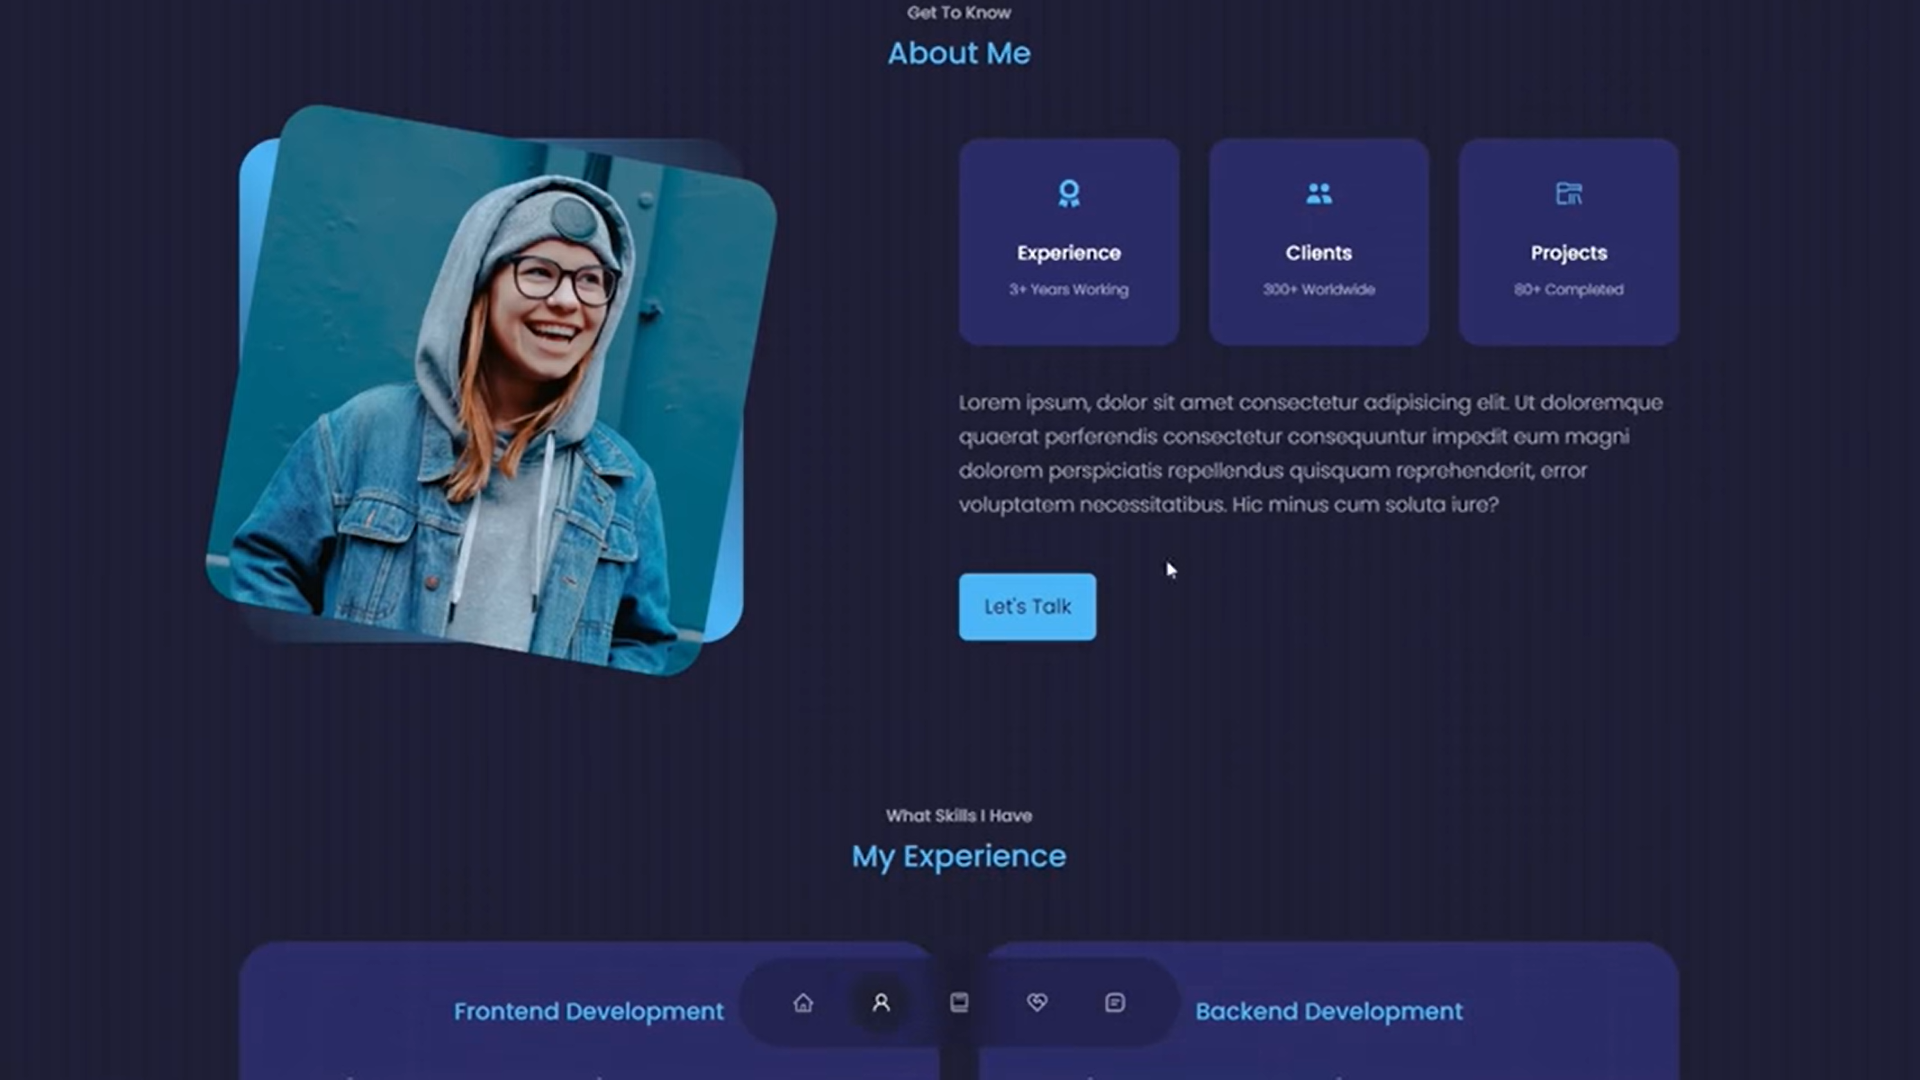 Get To Know
About Me
Experience
3+ Years Working
Clients
300+ Worldwide
Projects
80+ Completed
Lorem ipsum, dolor sit amet consectetur adipisicing elit. Ut doloremque
quaerat perferendis consectetur consequuntur impedit eum magni
dolorem perspiciatis repellendus quisquam reprehenderit, error
voluptatem necessitatibus. Hic minus cum soluta iure?
Let's Talk
What Skills I Have
My Experience
Frontend Development
Backend Development